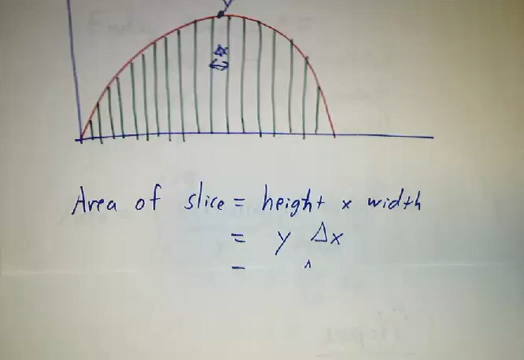 y
Δx
Area of slice = height x width
= y Δx
=